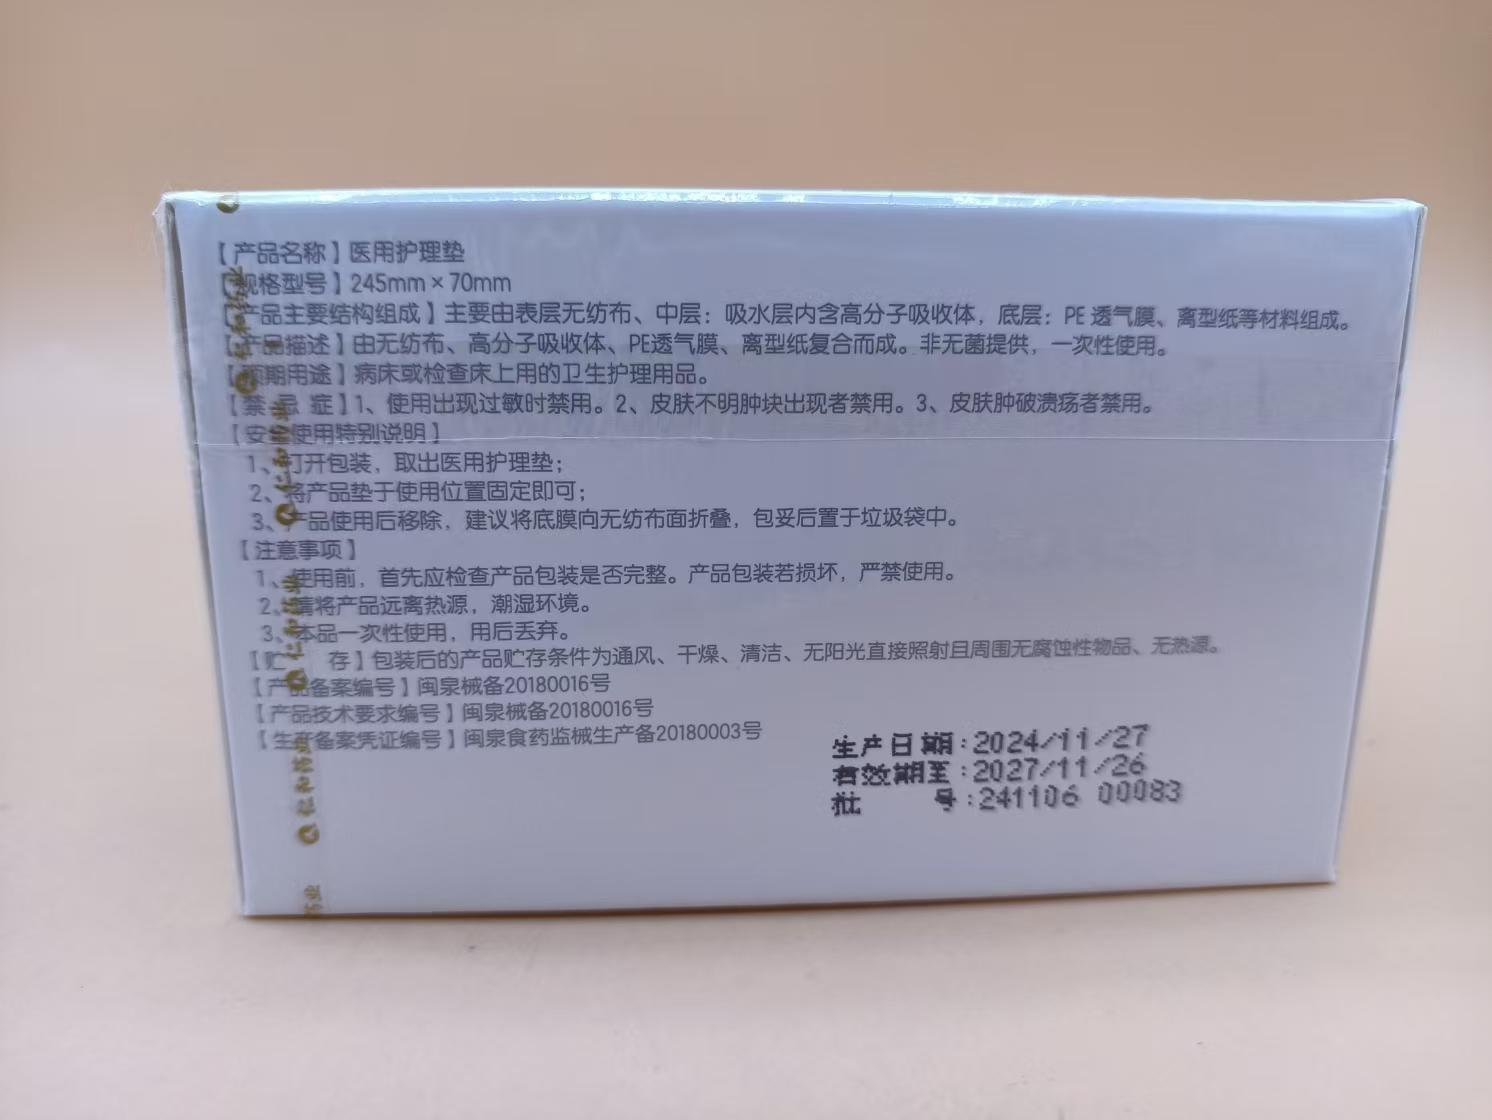 【产品名称】医用护理垫
【规格型号】245mm×70mm
【产品主要结构组成】主要由表层无纺布、中层：吸水层内含高分子吸收体，底层：PE 透气膜、离型纸等材料组成。
【产品描述】由无纺布、高分子吸收体、PE透气膜、离型纸复合而成。非无菌提供，一次性使用。
【预期用途】病床或检查床上用的卫生护理用品。
【禁 忌 症】1、使用出现过敏时禁用。2、皮肤不明肿块出现者禁用。3、皮肤肿破溃疡者禁用。
【安装使用特别说明】
1、打开包装，取出医用护理垫；
2、将产品垫于使用位置固定即可；
3、产品使用后移除，建议将底膜向无纺布面折叠，包妥后置于垃圾袋中。
【注意事项】
1、使用前，首先应检查产品包装是否完整。产品包装若损坏，严禁使用。
2、请将产品远离热源，潮湿环境。
3、本品一次性使用，用后丢弃。
【贮 存】包装后的产品贮存条件为通风、干燥、清洁、无阳光直接照射且周围无腐蚀性物品、无热源。
【产品备案编号】闽泉械备20180016号
【产品技术要求编号】闽泉械备20180016号
【生产备案凭证编号】闽泉食药监械生产备20180003号
生产日期:2024/11/27
有效期至:2027/11/26
批 号:241106 00083
仁和药业
仁和药业
仁和药业
仁和药业
药业